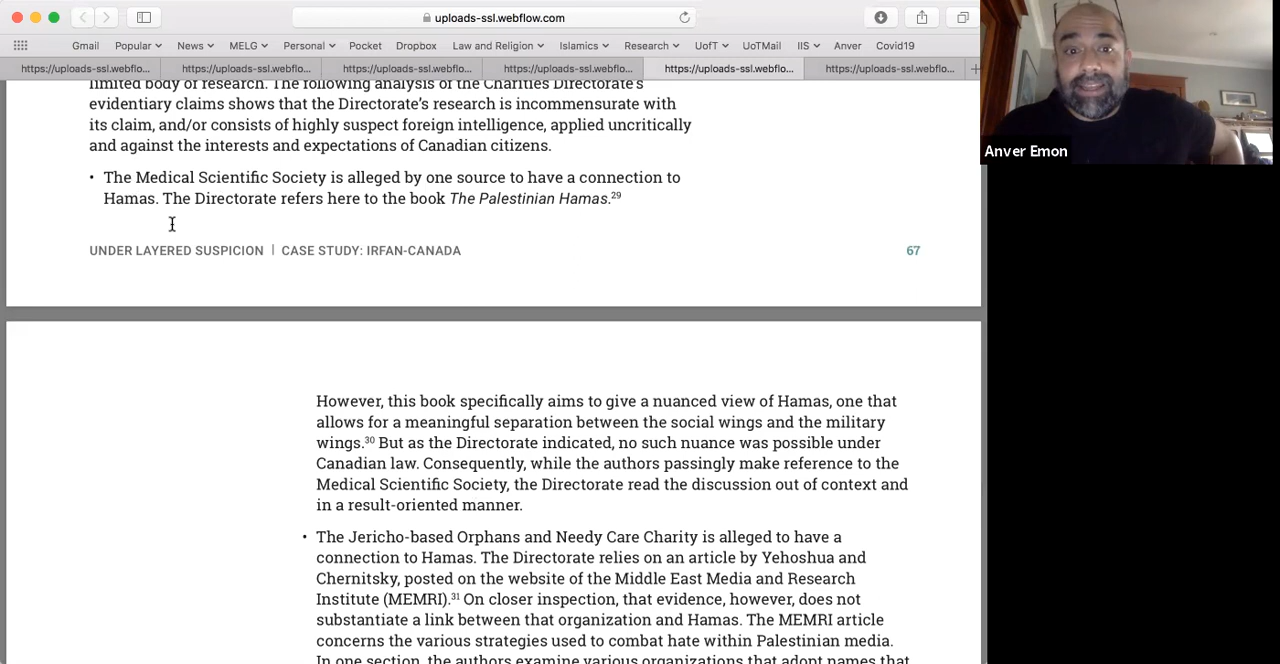 uploads-ssl.webflow.com
Gmail Popular News MELG Personal Pocket Dropbox Law and Religion Islamics Research UofT UoTMail IIS Anver Covid19
https://uploads-ssl.webflo... https://uploads-ssl.webflo... https://uploads-ssl.webflo... https://uploads-ssl.webflo... https://uploads-ssl.webflo... https://uploads-ssl.webflo...
limited body of research. The following analysis of the Charities Directorate's
evidentiary claims shows that the Directorate's research is incommensurate with
its claim, and/or consists of highly suspect foreign intelligence, applied uncritically
and against the interests and expectations of Canadian citizens.
• The Medical Scientific Society is alleged by one source to have a connection to
Hamas. The Directorate refers here to the book The Palestinian Hamas.29
UNDER LAYERED SUSPICION | CASE STUDY: IRFAN-CANADA 67
However, this book specifically aims to give a nuanced view of Hamas, one that
allows for a meaningful separation between the social wings and the military
wings.30 But as the Directorate indicated, no such nuance was possible under
Canadian law. Consequently, while the authors passingly make reference to the
Medical Scientific Society, the Directorate read the discussion out of context and
in a result-oriented manner.
• The Jericho-based Orphans and Needy Care Charity is alleged to have a
connection to Hamas. The Directorate relies on an article by Yehoshua and
Chernitsky, posted on the website of the Middle East Media and Research
Institute (MEMRI).31 On closer inspection, that evidence, however, does not
substantiate a link between that organization and Hamas. The MEMRI article
concerns the various strategies used to combat hate within Palestinian media.
In one section, the authors examine various organizations that adopt names that
Anver Emon